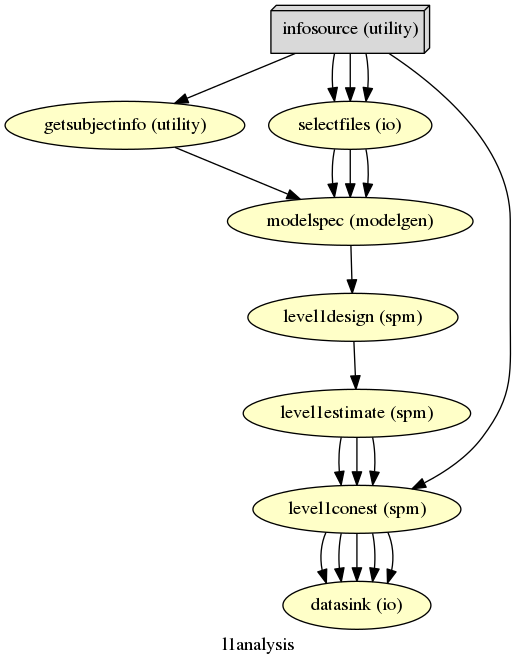 infosource (utility)
getsubjectinfo (utility)
selectfiles (io)
modelspec (modelgen)
level1design (spm)
level1estimate (spm)
level1conest (spm)
datasink (io)
l1analysis